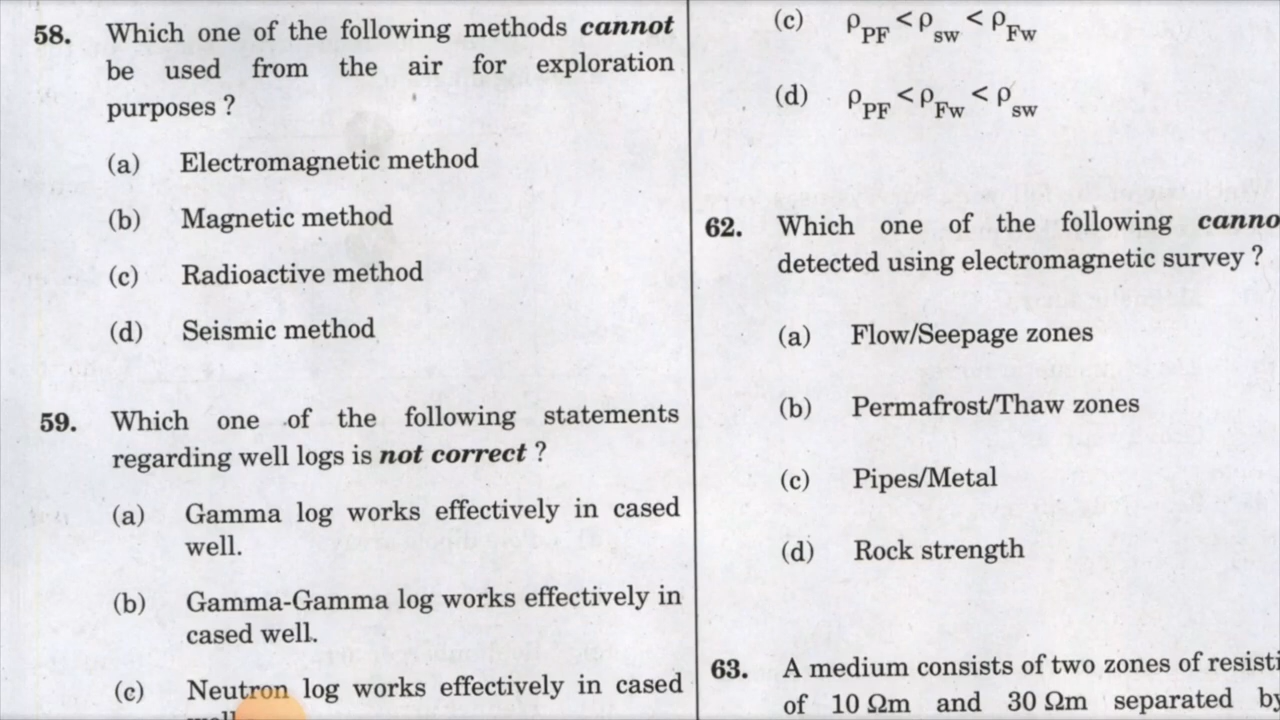 58. Which one of the following methods cannot
be used from the air for exploration
purposes ?
(a) Electromagnetic method
(b) Magnetic method
(c) Radioactive method
(d) Seismic method
59. Which one of the following statements
regarding well logs is not correct ?
(a) Gamma log works effectively in cased
well.
(b) Gamma-Gamma log works effectively in
cased well.
(c) Neutron log works effectively in cased
(c) ρPF < ρsw < ρFw
(d) ρPF < ρFw < ρsw
62. Which one of the following canno
detected using electromagnetic survey ?
(a) Flow/Seepage zones
(b) Permafrost/Thaw zones
(c) Pipes/Metal
(d) Rock strength
63. A medium consists of two zones of resisti
of 10 Ωm and 30 Ωm separated by